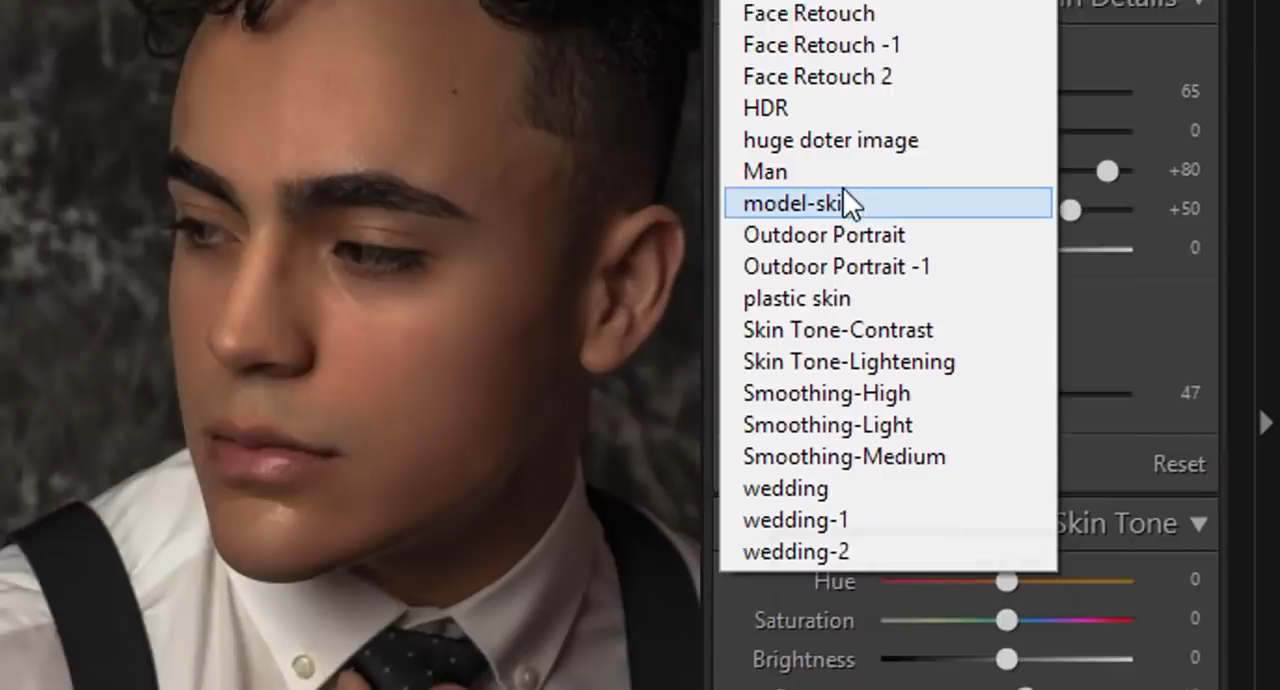 Face Retouch
in Details ▼
Face Retouch -1
Face Retouch 2
65
HDR
0
huge doter image
Man
+80
model-ski
+50
Outdoor Portrait
0
Outdoor Portrait -1
plastic skin
Skin Tone-Contrast
Skin Tone-Lightening
Smoothing-High
47
Smoothing-Light
Smoothing-Medium
Reset
wedding
wedding-1
Skin Tone ▼
wedding-2
Hue 0
Saturation 0
Brightness 0